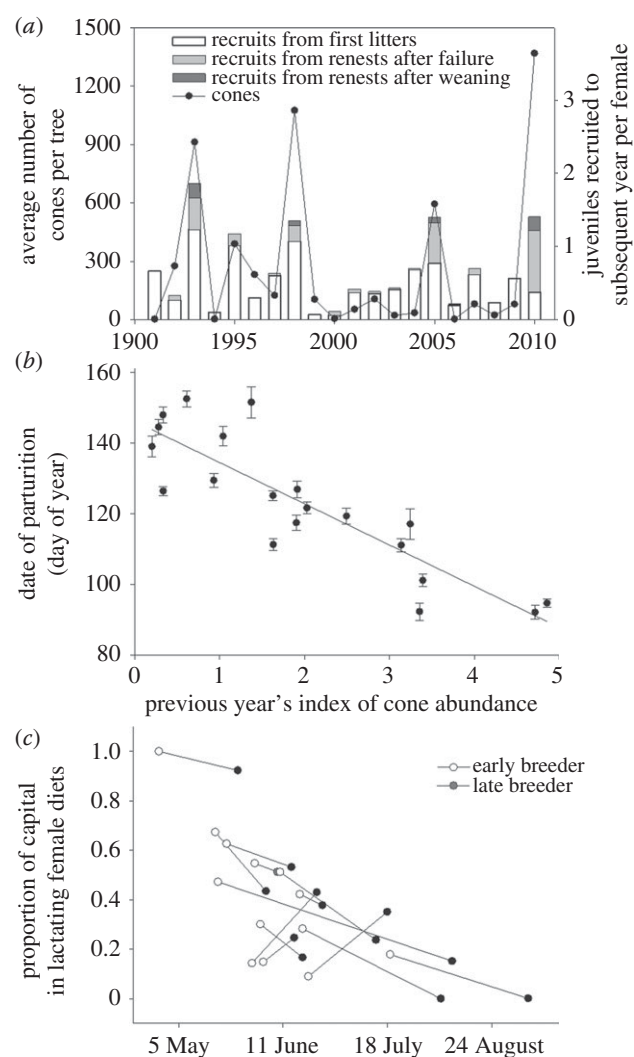 (a)
1500
1200
900
600
300
0
average number of
cones per tree
recruits from first litters
recruits from renests after failure
recruits from renests after weaning
cones
3
2
1
0
juveniles recruited to
subsequent year per female
1900
1995
2000
2005
2010
(b)
160
140
120
100
80
date of parturition
(day of year)
0
1
2
3
4
5
previous year's index of cone abundance
(c)
1.0
0.8
0.6
0.4
0.2
0
proportion of capital
in lactating female diets
early breeder
late breeder
5 May
11 June
18 July
24 August